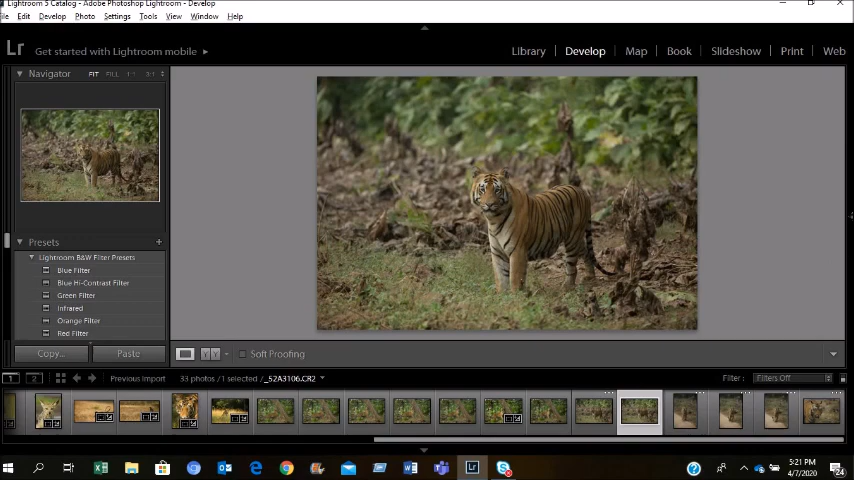 Lightroom 5 Catalog - Adobe Photoshop Lightroom - Develop
ile Edit Develop Photo Settings Tools View Window Help
Lr Get started with Lightroom mobile
Library Develop Map Book Slideshow Print Web
Navigator FIT FILL 1:1 3:1
Presets +
Lightroom B&W Filter Presets
Blue Filter
Blue Hi-Contrast Filter
Green Filter
Infrared
Orange Filter
Red Filter
Copy... Paste
Y Y Soft Proofing
1 2 Previous Import 33 photos / 1 selected / _52A3106.CR2 Filter : Filters Off
Lr
5:21 PM
4/7/2020
24